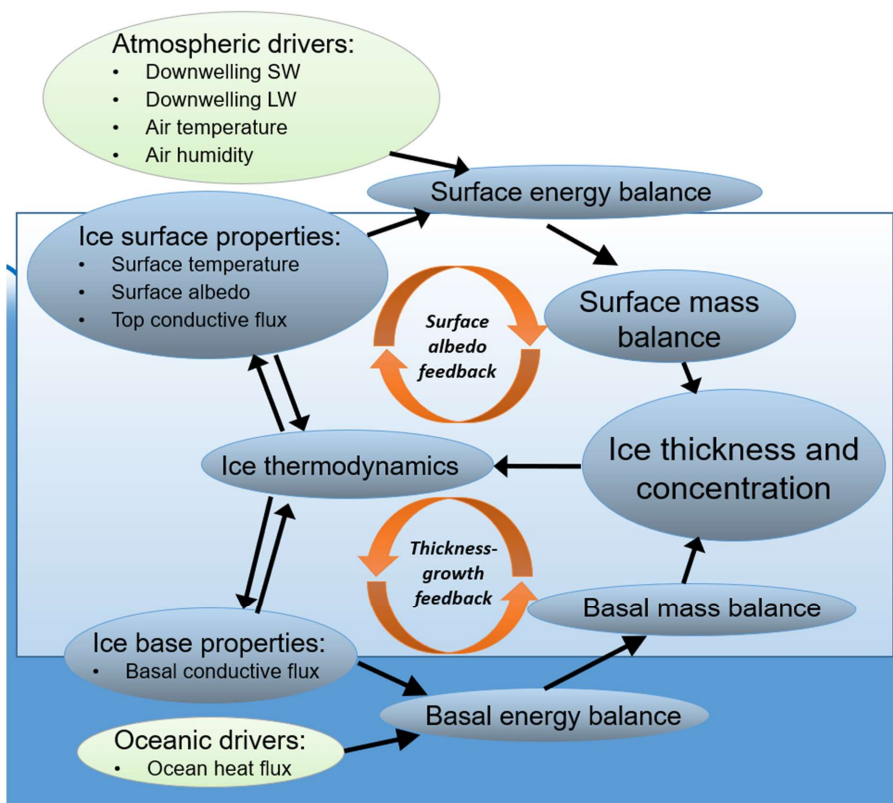 Atmospheric drivers:
• Downwelling SW
• Downwelling LW
• Air temperature
• Air humidity
Surface energy balance
Ice surface properties:
• Surface temperature
• Surface albedo
• Top conductive flux
Surface mass
balance
Surface
albedo
feedback
Ice thickness and
concentration
Ice thermodynamics
Thickness-
growth
feedback
Basal mass balance
Ice base properties:
• Basal conductive flux
Basal energy balance
Oceanic drivers:
• Ocean heat flux